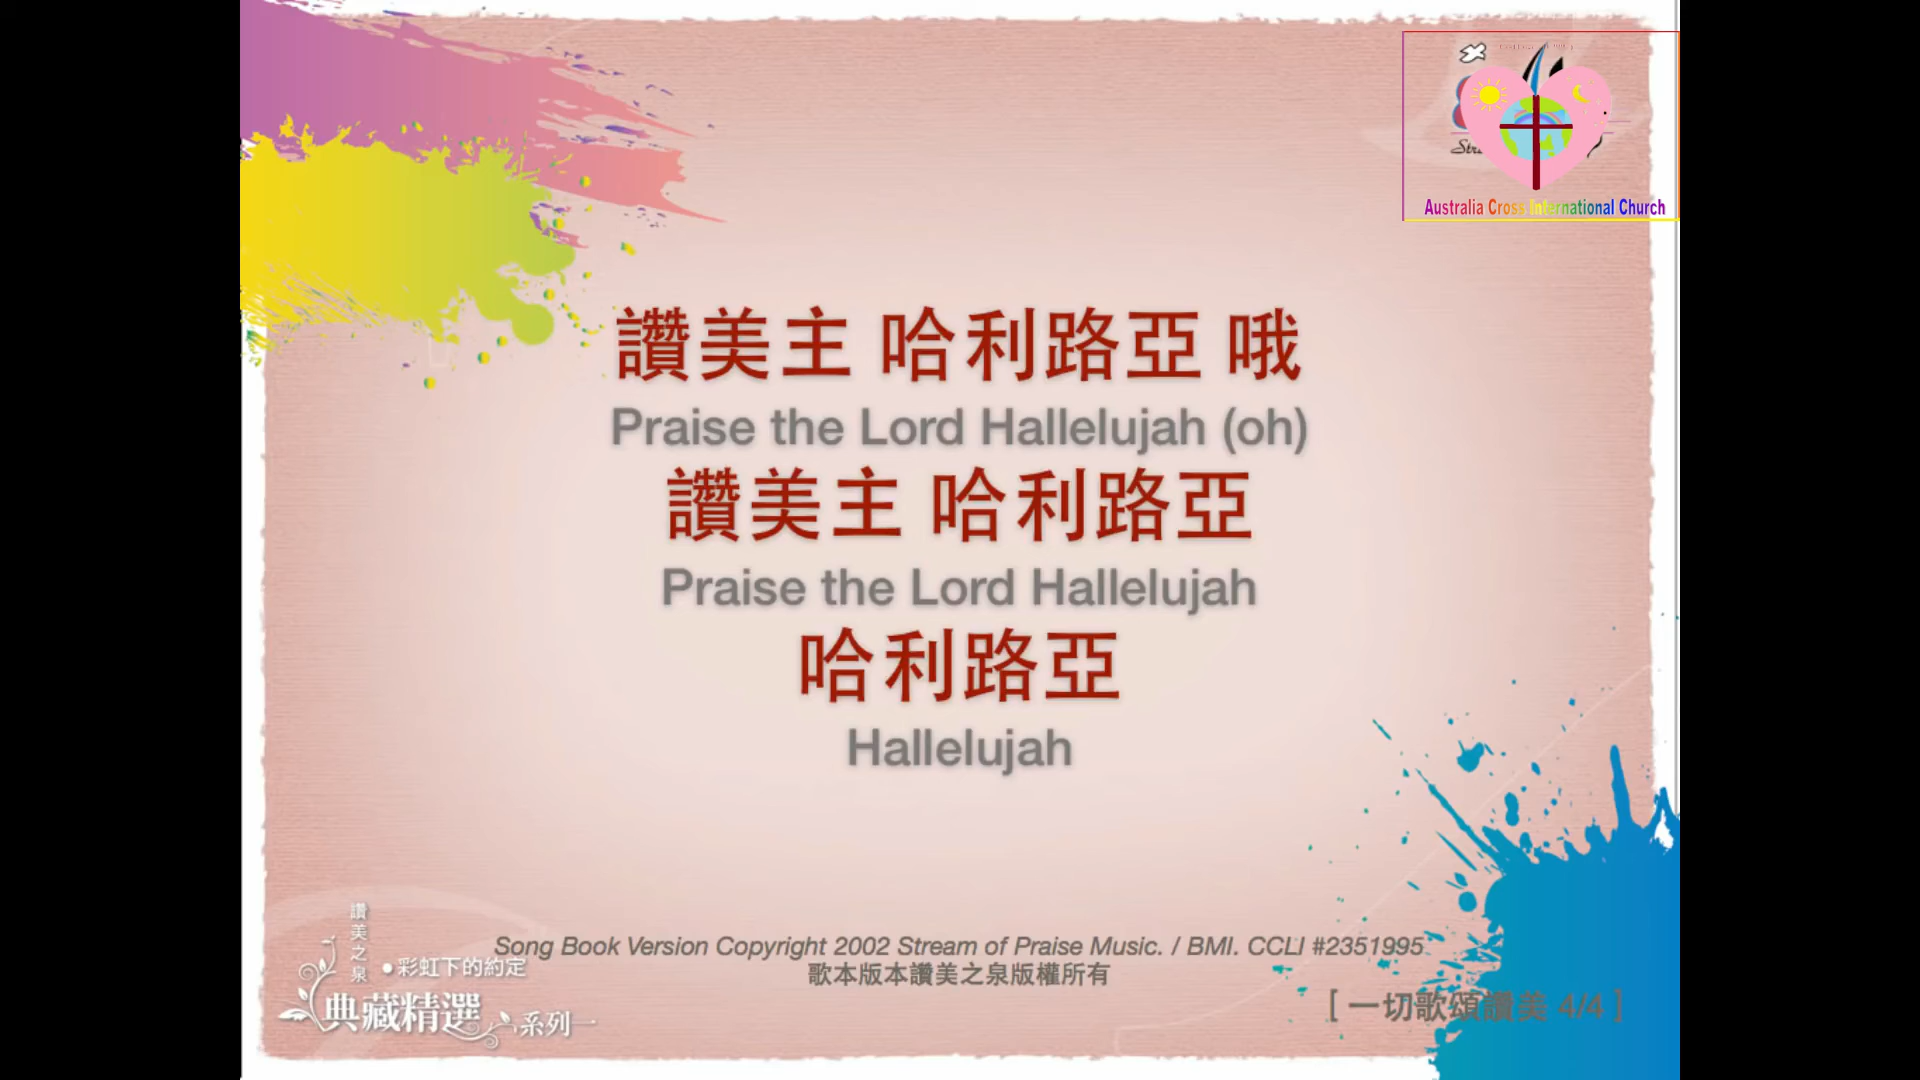 Australia Cross International Church
讚美主 哈利路亞 哦
Praise the Lord Hallelujah (oh)
讚美主 哈利路亞
Praise the Lord Hallelujah
哈利路亞
Hallelujah
讚美之泉
•彩虹下的約定
典藏精選 系列一
Song Book Version Copyright 2002 Stream of Praise Music. / BMI. CCLI #2351995
歌本版本讚美之泉版權所有
[ 一切歌頌讚美 4/4 ]